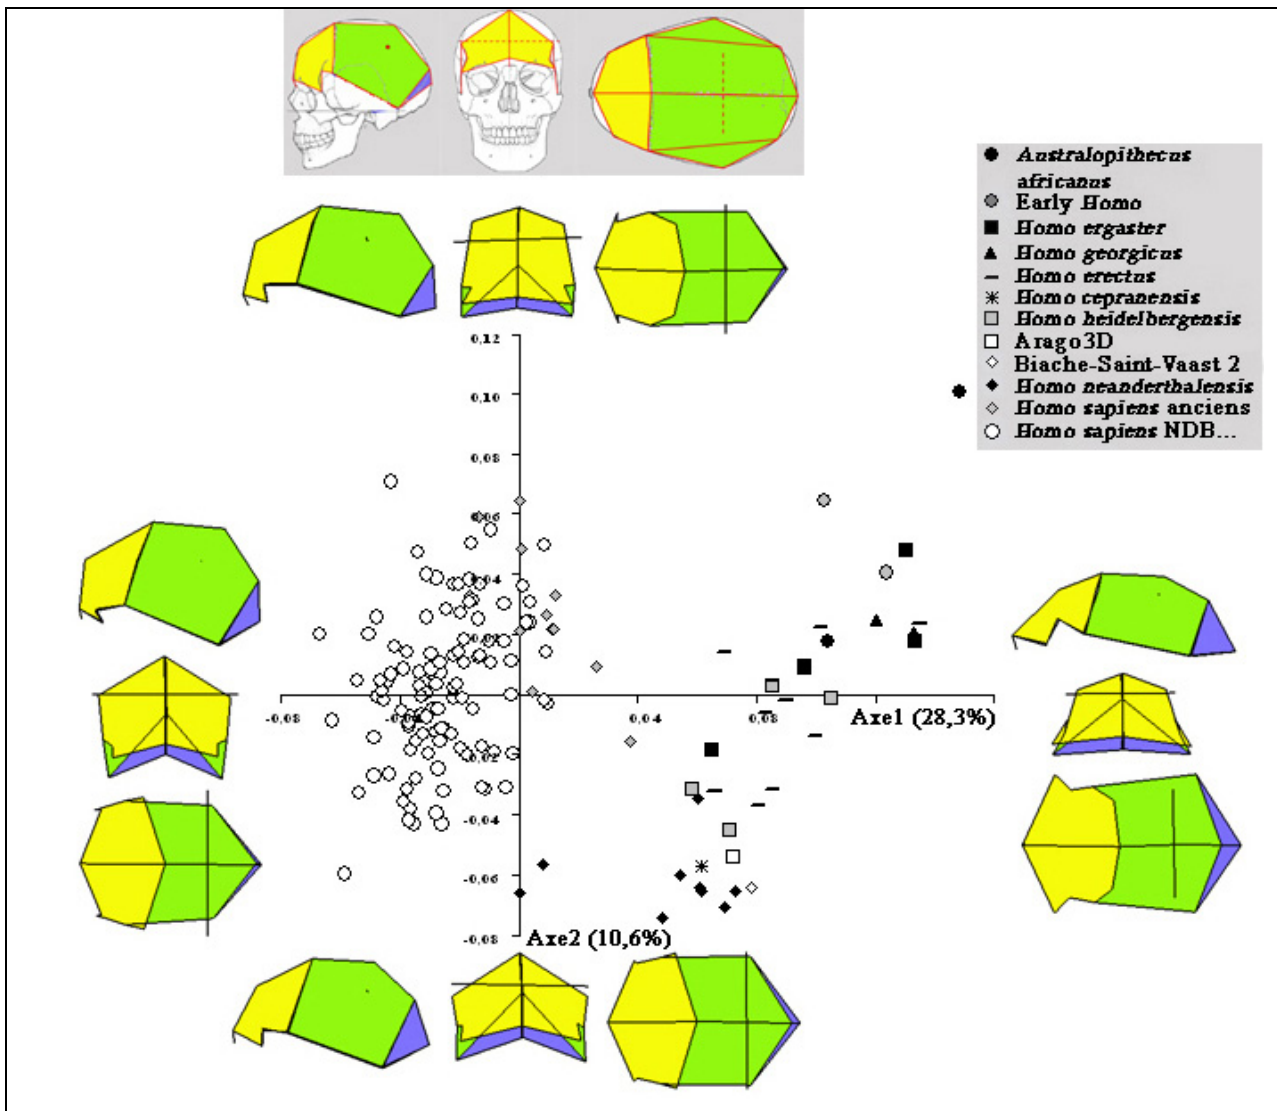 Australopithecus
africanus
Early Homo
Homo ergaster
Homo georgicus
Homo erectus
Homo cepranensis
Homo heidelbergensis
Arago3D
Biache-Saint-Vaast 2
Homo neanderthalensis
Homo sapiens anciens
Homo sapiens NDB...
0,12
0,10
0,08
0,06
0,04
0,02
-0,08
0,04
0,08
Axe1 (28,3%)
-0,02
-0,04
-0,06
-0,08
Axe2 (10,6%)